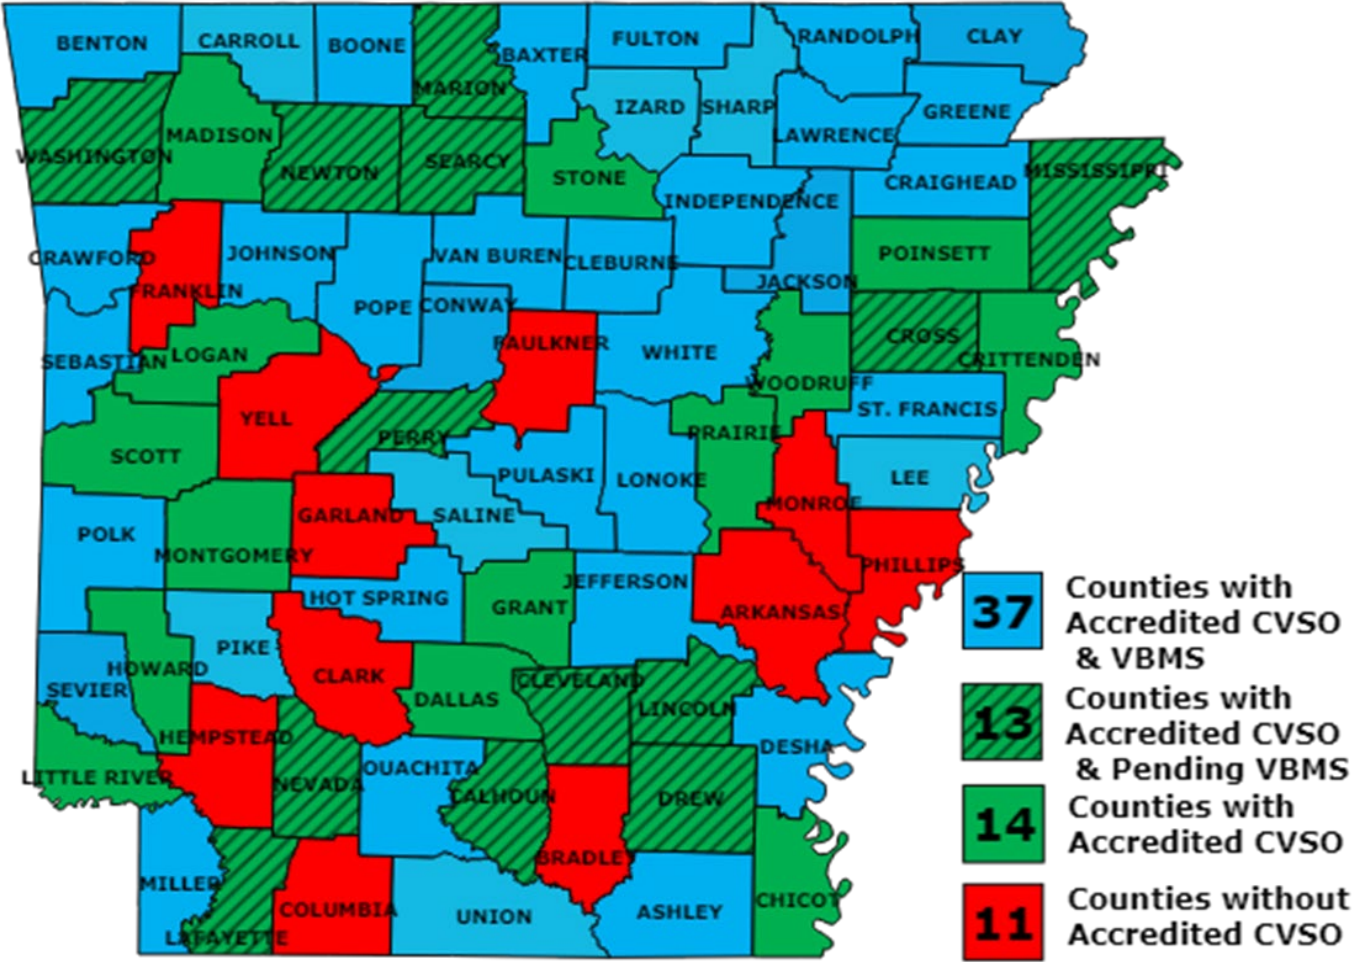 BENTON
CARROLL
BOONE
MARION
BAXTER
FULTON
RANDOLPH
CLAY
IZARD
SHARP
LAWRENCE
GREENE
WASHINGTON
MADISON
NEWTON
SEARCY
STONE
INDEPENDENCE
CRAIGHEAD
MISSISSIPPI
CRAWFORD
FRANKLIN
JOHNSON
POPE
VAN BUREN
CLEBURNE
JACKSON
POINSETT
CONWAY
SEBASTIAN
LOGAN
FAULKNER
WHITE
WOODRUFF
CROSS
CRITTENDEN
YELL
PERRY
ST. FRANCIS
SCOTT
PULASKI
LONOKE
PRAIRIE
MONROE
LEE
POLK
MONTGOMERY
GARLAND
SALINE
PHILLIPS
HOT SPRING
GRANT
JEFFERSON
ARKANSAS
PIKE
HOWARD
SEVIER
CLARK
DALLAS
CLEVELAND
LINCOLN
DESHA
LITTLE RIVER
HEMPSTEAD
NEVADA
OUACHITA
CALHOUN
DREW
BRADLEY
MILLER
LAFAYETTE
COLUMBIA
UNION
ASHLEY
CHICOT
37
Counties with
Accredited CVSO
& VBMS
13
Counties with
Accredited CVSO
& Pending VBMS
14
Counties with
Accredited CVSO
11
Counties without
Accredited CVSO